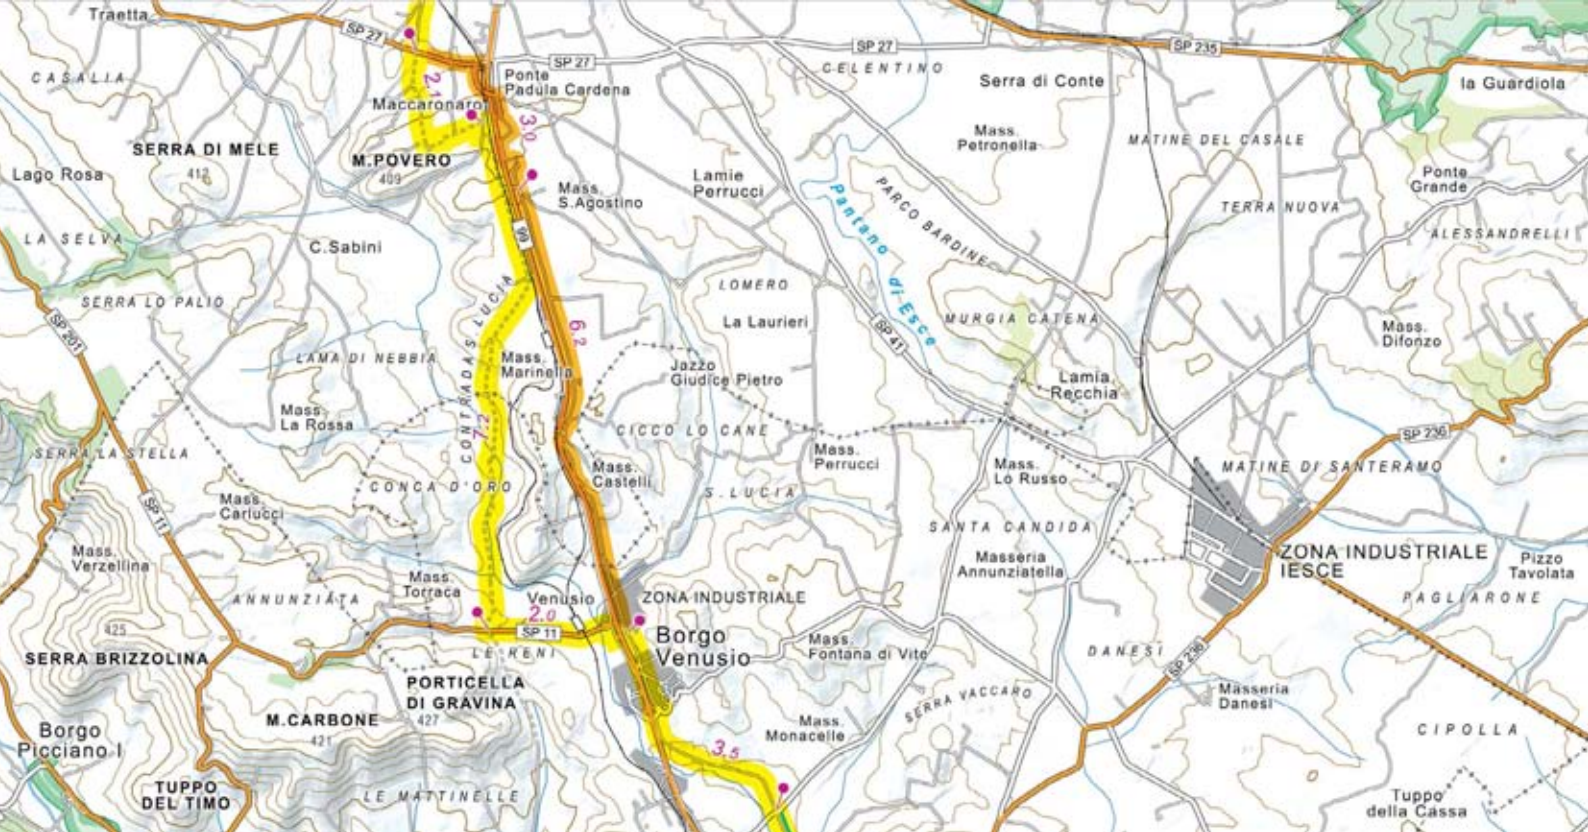 Traetta
SP 27
SP 27
SP 27
SP 235
CASALIA
2.1
Ponte
Padula Cardena
CELENTINO
Serra di Conte
la Guardiola
Maccaronaro
3.0
Mass.
Petronella
MATINE DEL CASALE
SERRA DI MELE
412
M.POVERO
409
Lago Rosa
Mass.
S.Agostino
Lamie
Perrucci
Pantano di Esce
PARCO BARDINE
Ponte
Grande
TERRA NUOVA
ALESSANDRELLI
LA SELVA
C.Sabini
99
SERRA LO PALIO
LOMERO
SP 201
CONTRADA S. LUCIA
6.2
La Laurieri
SP 41
MURGIA CATENA
Mass.
Difonzo
LAMA DI NEBBIA
Mass.
Marinella
Jazzo
Giudice Pietro
Lamia
Recchia
Mass.
La Rossa
7.2
CICCO LO CANE
SP 236
SERRA LA STELLA
Mass.
Perrucci
Mass.
Lo Russo
MATINE DI SANTERAMO
Mass.
Castelli
CONCA D'ORO
S. LUCIA
SP 11
Mass.
Carlucci
SANTA CANDIDA
Mass.
Verzellina
Masseria
Annunziatella
ZONA INDUSTRIALE
IESCE
Pizzo
Tavolata
Mass.
Torraca
ANNUNZIATA
Venusio
ZONA INDUSTRIALE
PAGLIARONE
2.0
SP 11
425
Borgo
Venusio
Mass.
Fontana di Vite
DANESI
SP 236
SERRA BRIZZOLINA
LE RENI
PORTICELLA
DI GRAVINA
427
SERRA VACCARO
Masseria
Danesi
M.CARBONE
421
Mass.
Monacelle
CIPOLLA
Borgo
Picciano I
3.5
TUPPO
DEL TIMO
LE MATTINELLE
Tuppo
della Cassa